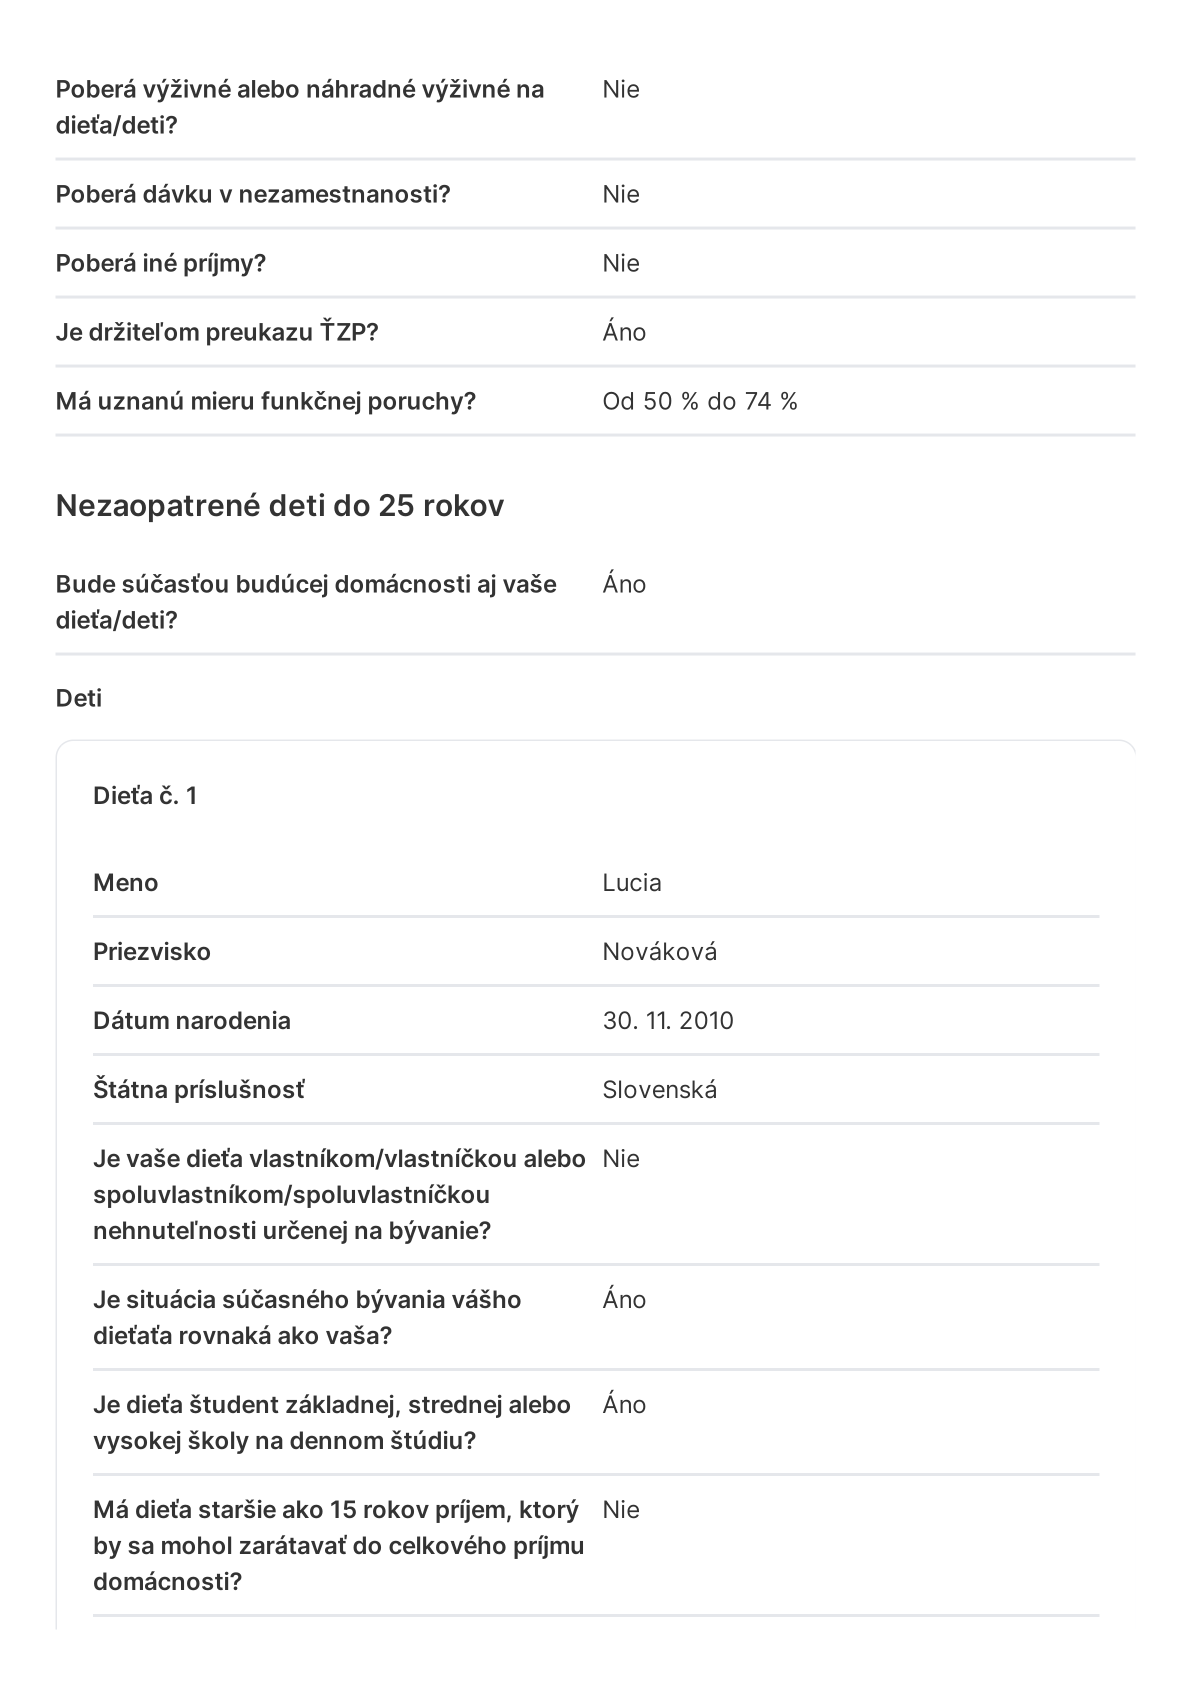 Poberá výživné alebo náhradné výživné na Nie
dieťa/deti?
Poberá dávku v nezamestnanosti? Nie
Poberá iné príjmy? Nie
Je držiteľom preukazu ŤZP? Áno
Má uznanú mieru funkčnej poruchy? Od 50 % do 74 %
Nezaopatrené deti do 25 rokov
Bude súčasťou budúcej domácnosti aj vaše Áno
dieťa/deti?
Deti
Dieťa č. 1
Meno Lucia
Priezvisko Nováková
Dátum narodenia 30. 11. 2010
Štátna príslušnosť Slovenská
Je vaše dieťa vlastníkom/vlastníčkou alebo Nie
spoluvlastníkom/spoluvlastníčkou
nehnuteľnosti určenej na bývanie?
Je situácia súčasného bývania vášho Áno
dieťaťa rovnaká ako vaša?
Je dieťa študent základnej, strednej alebo Áno
vysokej školy na dennom štúdiu?
Má dieťa staršie ako 15 rokov príjem, ktorý Nie
by sa mohol zarátavať do celkového príjmu
domácnosti?